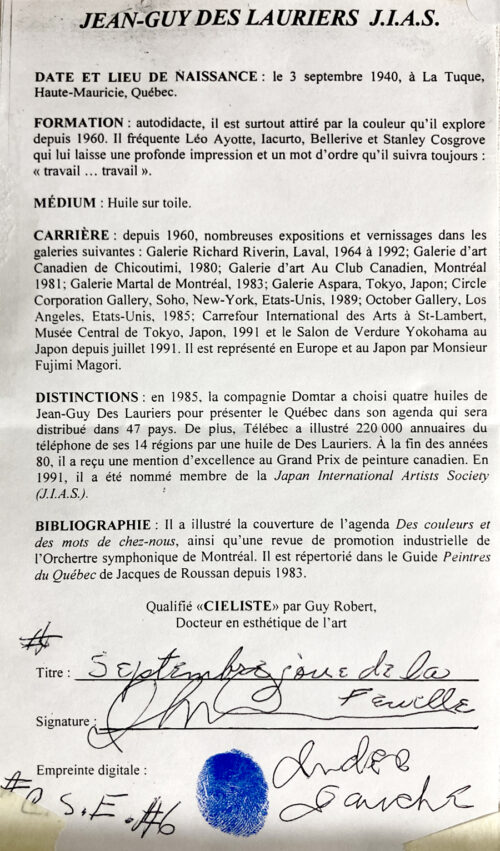 JEAN-GUY DES LAURIERS J.I.A.S.
DATE ET LIEU DE NAISSANCE : le 3 septembre 1940, à La Tuque,
Haute-Mauricie, Québec.
FORMATION : autodidacte, il est surtout attiré par la couleur qu'il explore
depuis 1960. Il fréquente Léo Ayotte, Iacurto, Bellerive et Stanley Cosgrove
qui lui laisse une profonde impression et un mot d'ordre qu'il suivra toujours :
« travail ... travail ».
MÉDIUM : Huile sur toile.
CARRIÈRE : depuis 1960, nombreuses expositions et vernissages dans les
galeries suivantes : Galerie Richard Riverin, Laval, 1964 à 1992; Galerie d'art
Canadien de Chicoutimi, 1980; Galerie d'art Au Club Canadien, Montréal
1981; Galerie Martal de Montréal, 1983; Galerie Aspara, Tokyo, Japon; Circle
Corporation Gallery, Soho, New-York, Etats-Unis, 1989; October Gallery, Los
Angeles, Etats-Unis, 1985; Carrefour International des Arts à St-Lambert,
Musée Central de Tokyo, Japon, 1991 et le Salon de Verdure Yokohama au
Japon depuis juillet 1991. Il est représenté en Europe et au Japon par Monsieur
Fujimi Magori.
DISTINCTIONS : en 1985, la compagnie Domtar a choisi quatre huiles de
Jean-Guy Des Lauriers pour présenter le Québec dans son agenda qui sera
distribué dans 47 pays. De plus, Télébec a illustré 220 000 annuaires du
téléphone de ses 14 régions par une huile de Des Lauriers. À la fin des années
80, il a reçu une mention d'excellence au Grand Prix de peinture canadien. En
1991, il a été nommé membre de la Japan International Artists Society
(J.I.A.S.).
BIBLIOGRAPHIE : Il a illustré la couverture de l'agenda Des couleurs et
des mots de chez-nous, ainsi qu'une revue de promotion industrielle de
l'Orchertre symphonique de Montréal. Il est répertorié dans le Guide Peintres
du Québec de Jacques de Roussan depuis 1983.
Qualifié «CIELISTE» par Guy Robert,
Docteur en esthétique de l'art
#
Titre : Septembre joue de la
Feuille
Signature :
Empreinte digitale :
# C.S.E. #6